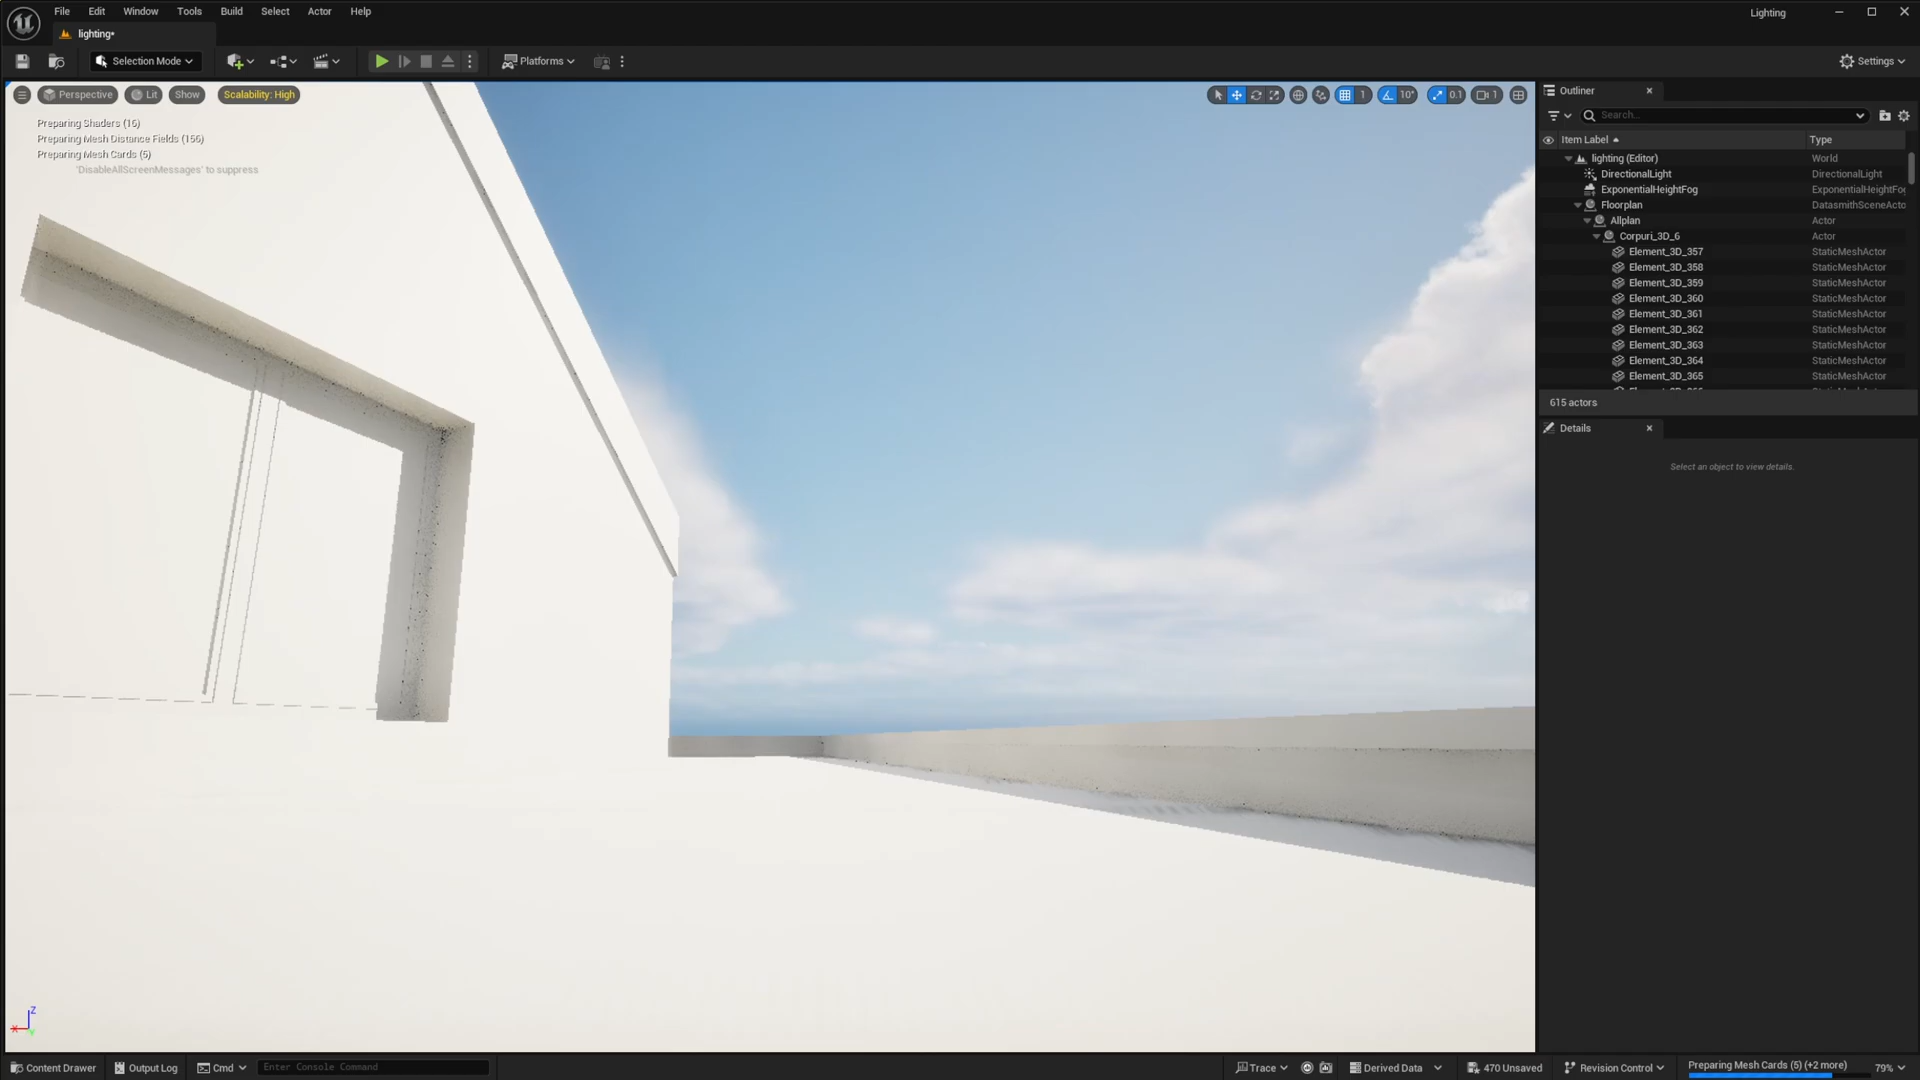 File Edit Window Tools Build Select Actor Help
Lighting
lighting*
Selection Mode
Platforms
Settings
Perspective Lit Show Scalability: High
1 10° 0.1 1
Preparing Shaders (16)
Preparing Mesh Distance Fields (156)
Preparing Mesh Cards (5)
'DisableAllScreenMessages' to suppress
Z
X
Y
Outliner
Search...
Item Label Type
lighting (Editor) World
DirectionalLight DirectionalLight
ExponentialHeightFog ExponentialHeightFog
Floorplan DatasmithSceneActo
Allplan Actor
Corpuri_3D_6 Actor
Element_3D_357 StaticMeshActor
Element_3D_358 StaticMeshActor
Element_3D_359 StaticMeshActor
Element_3D_360 StaticMeshActor
Element_3D_361 StaticMeshActor
Element_3D_362 StaticMeshActor
Element_3D_363 StaticMeshActor
Element_3D_364 StaticMeshActor
Element_3D_365 StaticMeshActor
615 actors
Details
Select an object to view details.
Content Drawer Output Log Cmd Enter Console Command
Trace Derived Data 470 Unsaved Revision Control Preparing Mesh Cards (5) (+2 more) 79%